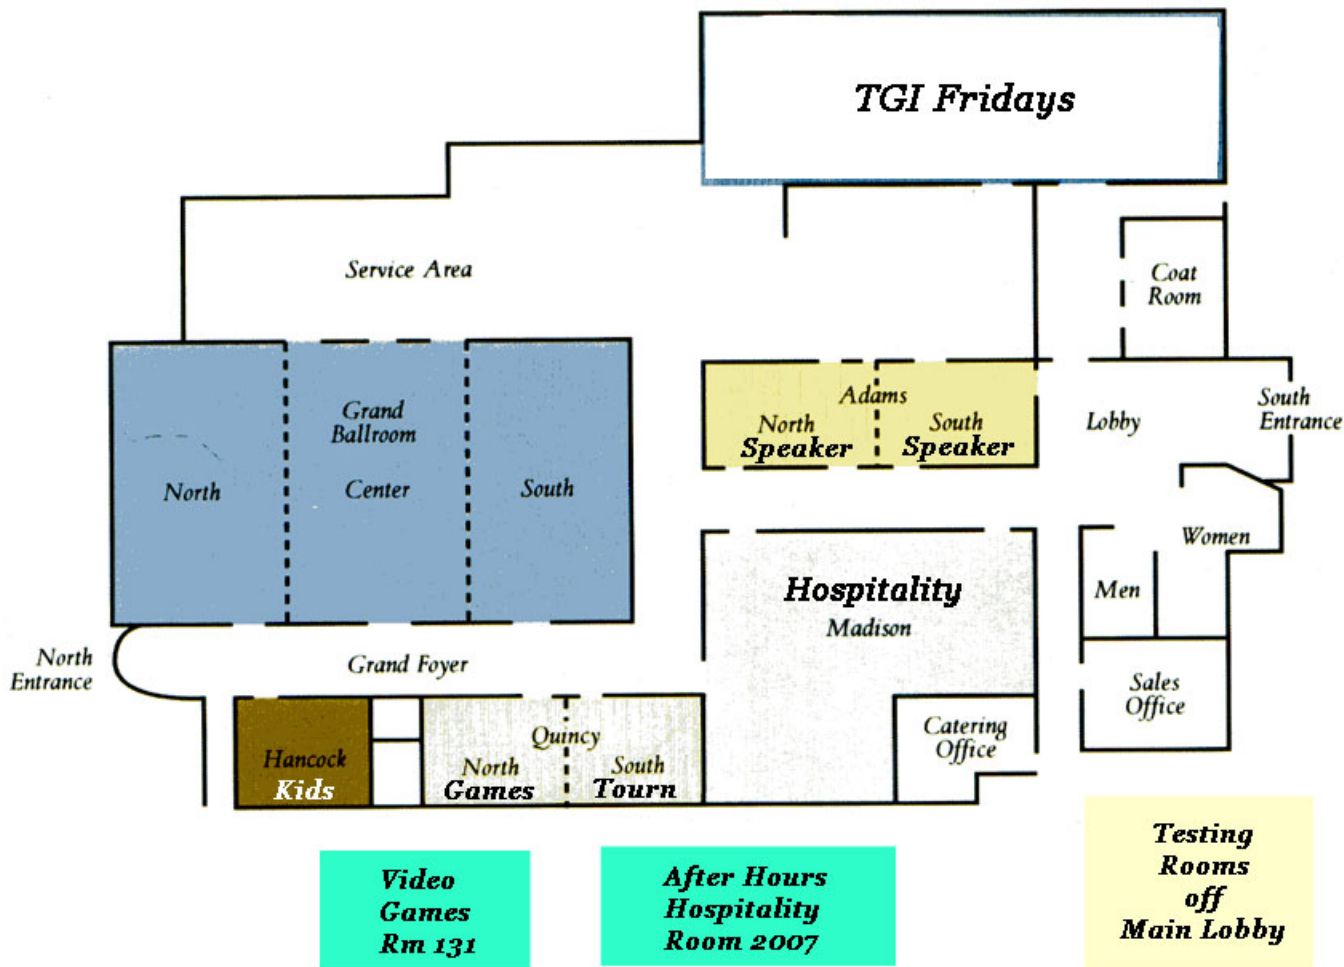 TGI Fridays
Service Area
Coat
Room
Grand
Ballroom
North
Center
South
Adams
North
Speaker
South
Speaker
Lobby
South
Entrance
Women
Men
Hospitality
Madison
North
Entrance
Grand Foyer
Sales
Office
Catering
Office
Hancock
Kids
Quincy
North
Games
South
Tourn
Video
Games
Rm 131
After Hours
Hospitality
Room 2007
Testing
Rooms
off
Main Lobby